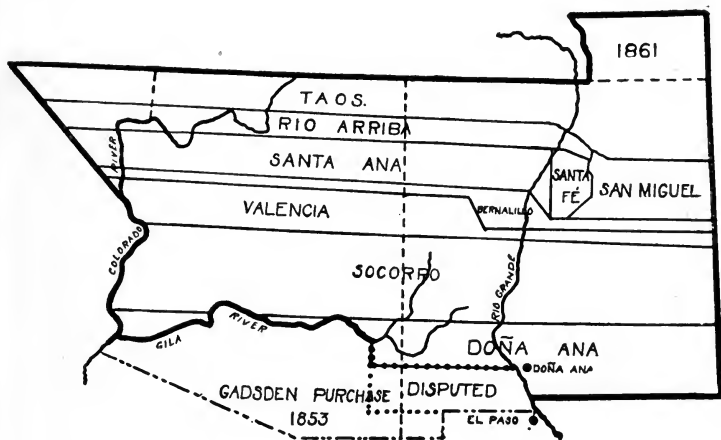 1861
TAOS.
RIO ARRIBA
SANTA ANA
SANTA
FÉ
SAN MIGUEL
RIVER
COLORADO
VALENCIA
BERNALILLO
SOCORRO
RIO GRANDE
GILA
RIVER
DOÑA ANA
DOÑA ANA
GADSDEN PURCHASE
1853
DISPUTED
EL PASO